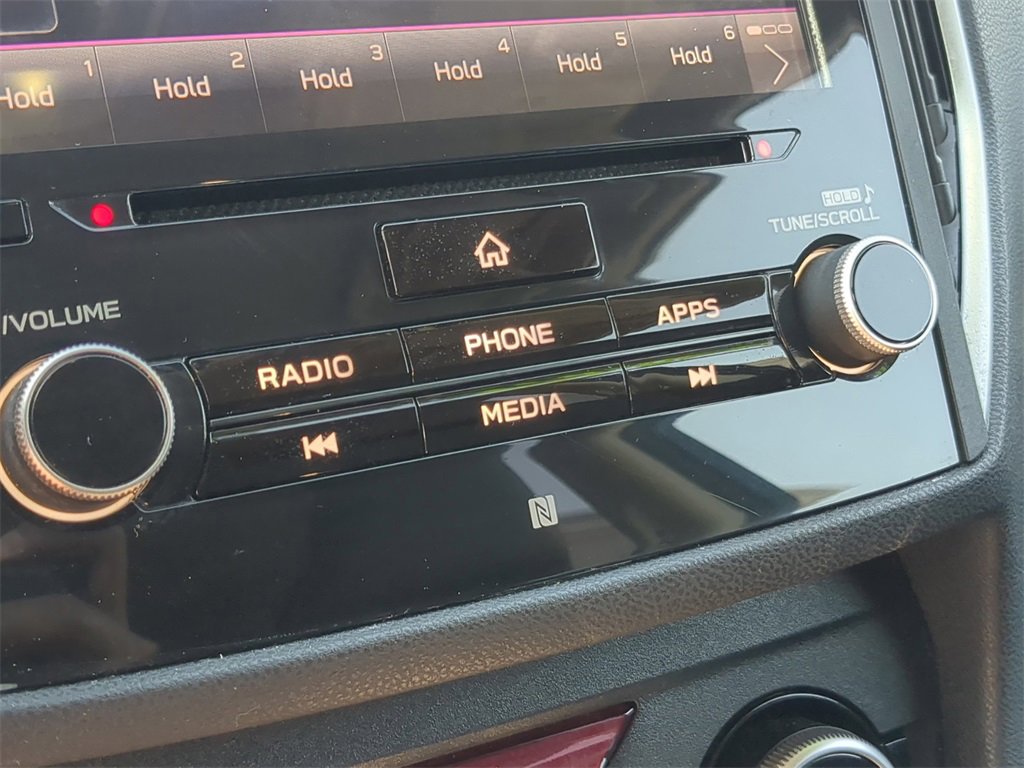 1 2 3 4 5 6
Hold Hold Hold Hold Hold Hold
HOLD
TUNE/SCROLL
/VOLUME
RADIO PHONE APPS
MEDIA
N